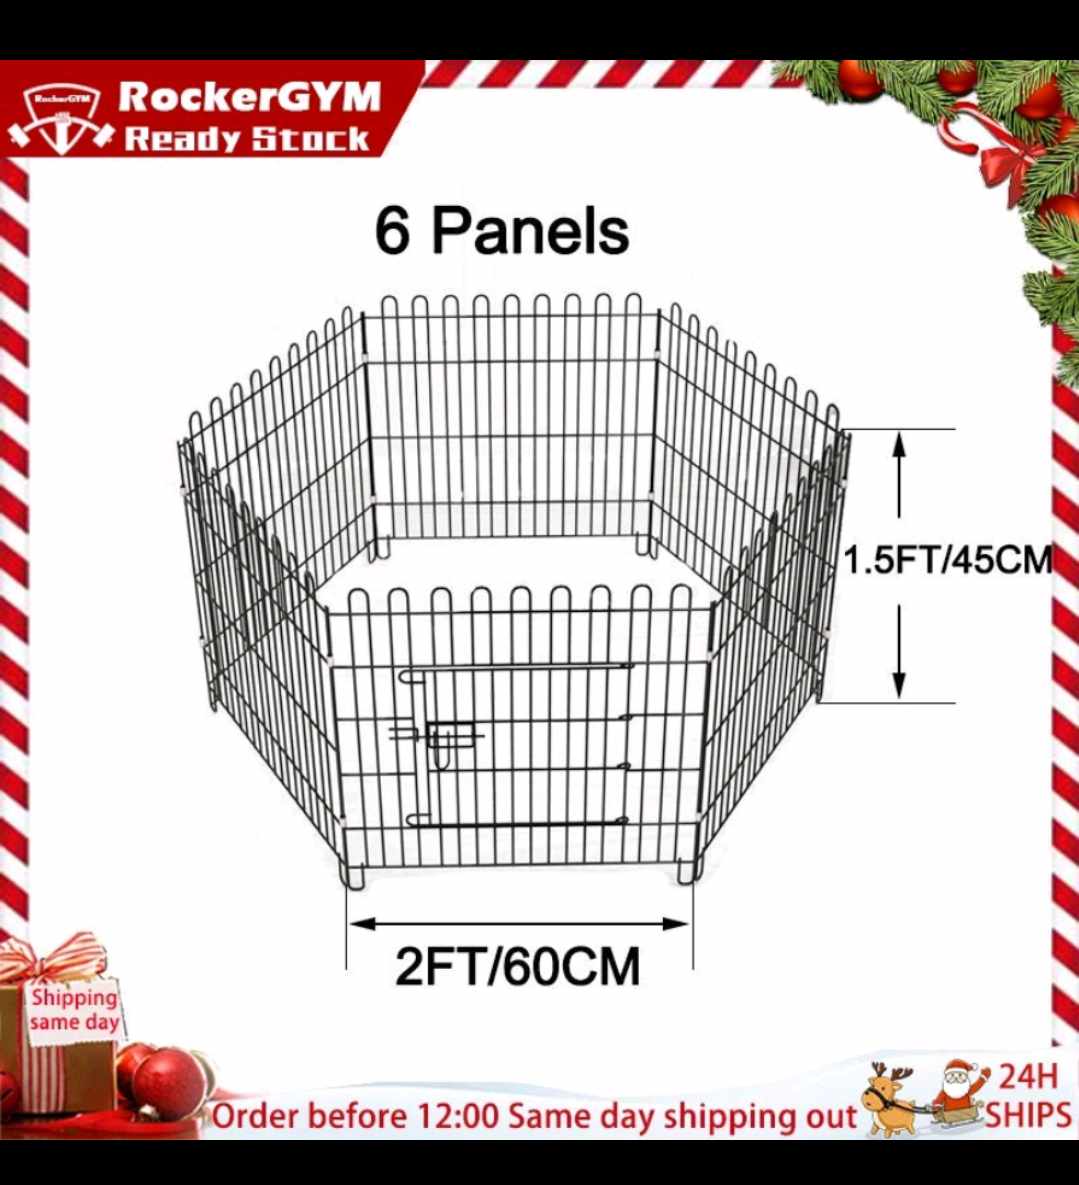 RockerGYM
RockerGYM
Ready Stock
6 Panels
1.5FT/45CM
2FT/60CM
Shipping
same day
Order before 12:00 Same day shipping out
24H
SHIPS